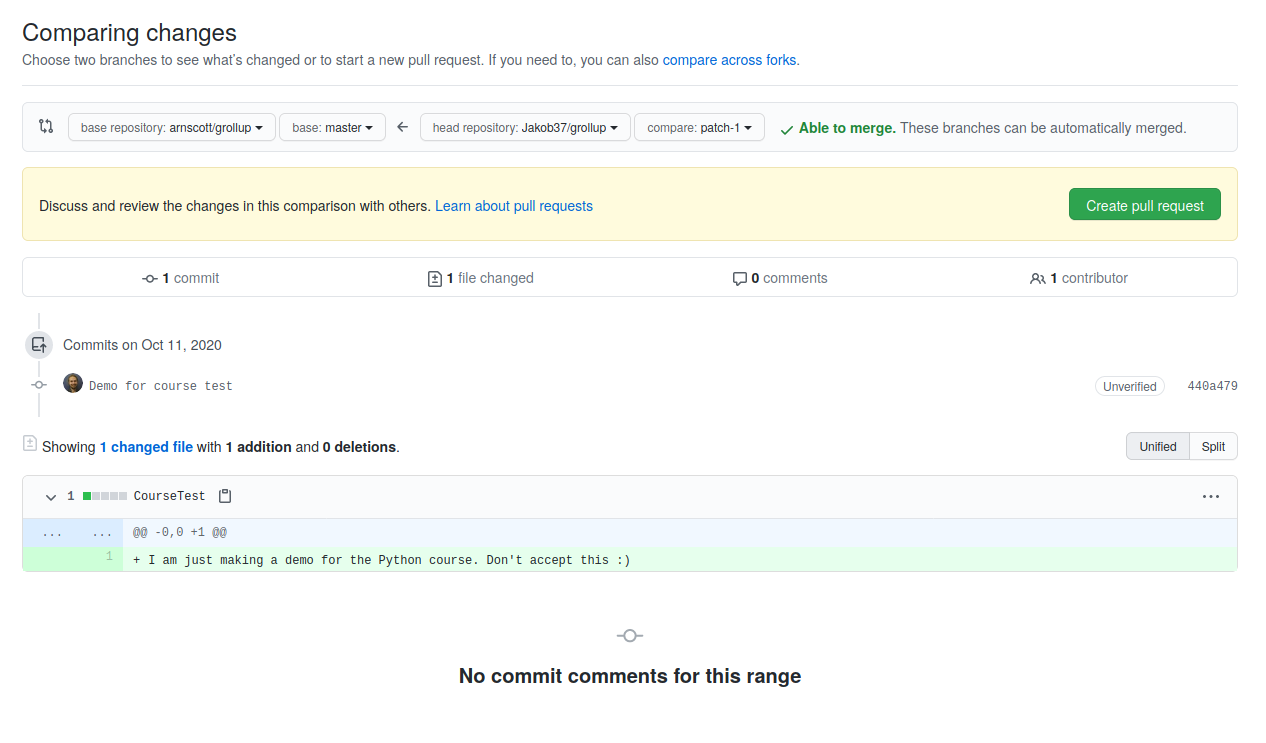 Comparing changes
Choose two branches to see what's changed or to start a new pull request. If you need to, you can also compare across forks.
base repository: arnscott/grollup base: master head repository: Jakob37/grollup compare: patch-1 Able to merge. These branches can be automatically merged.
Discuss and review the changes in this comparison with others. Learn about pull requests Create pull request
1 commit 1 file changed 0 comments 1 contributor
Commits on Oct 11, 2020
Demo for course test Unverified 440a479
Showing 1 changed file with 1 addition and 0 deletions. Unified Split
1 CourseTest
... ... @@ -0,0 +1 @@
1 + I am just making a demo for the Python course. Don't accept this :)
No commit comments for this range